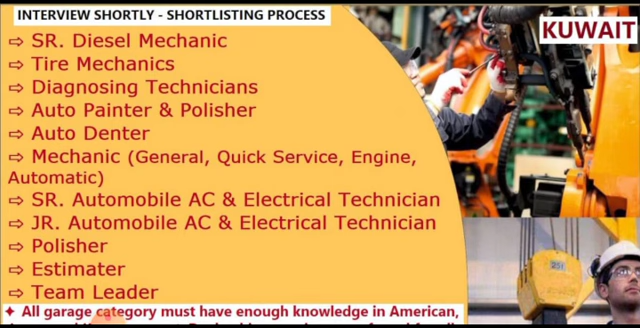 INTERVIEW SHORTLY - SHORTLISTING PROCESS
KUWAIT
⇨ SR. Diesel Mechanic
⇨ Tire Mechanics
⇨ Diagnosing Technicians
⇨ Auto Painter & Polisher
⇨ Auto Denter
⇨ Mechanic (General, Quick Service, Engine,
Automatic)
⇨ SR. Automobile AC & Electrical Technician
⇨ JR. Automobile AC & Electrical Technician
⇨ Polisher
⇨ Estimater
⇨ Team Leader
✦ All garage category must have enough knowledge in American,